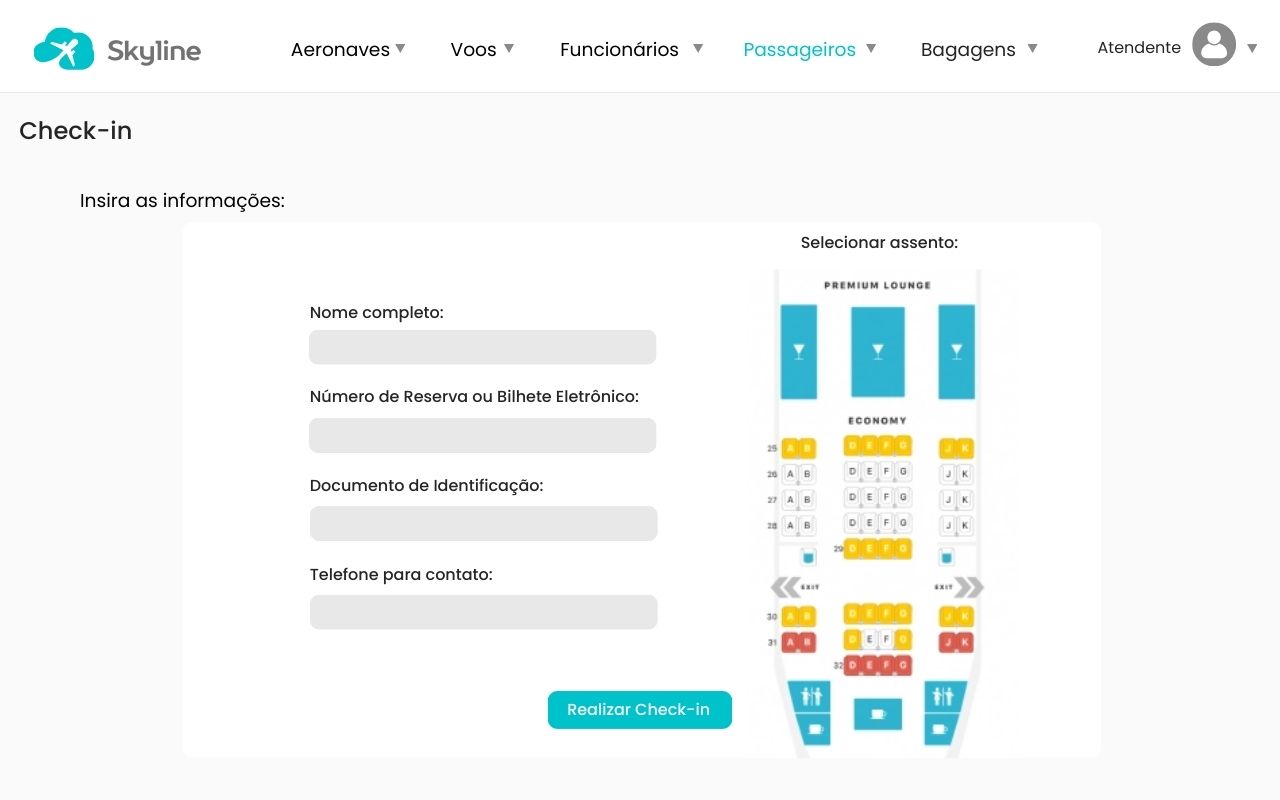 Skyline
Aeronaves
Voos
Funcionários
Passageiros
Bagagens
Atendente
Check-in
Insira as informações:
Nome completo:
Número de Reserva ou Bilhete Eletrônico:
Documento de Identificação:
Telefone para contato:
Realizar Check-in
Selecionar assento:
PREMIUM LOUNGE
ECONOMY
25 A B D E F G J K
26 A B D E F G J K
27 A B D E F G J K
28 A B D E F G J K
29 D E F G
EXIT EXIT
30 A B D E F G J K
31 A B D E F G J K
32 D E F G